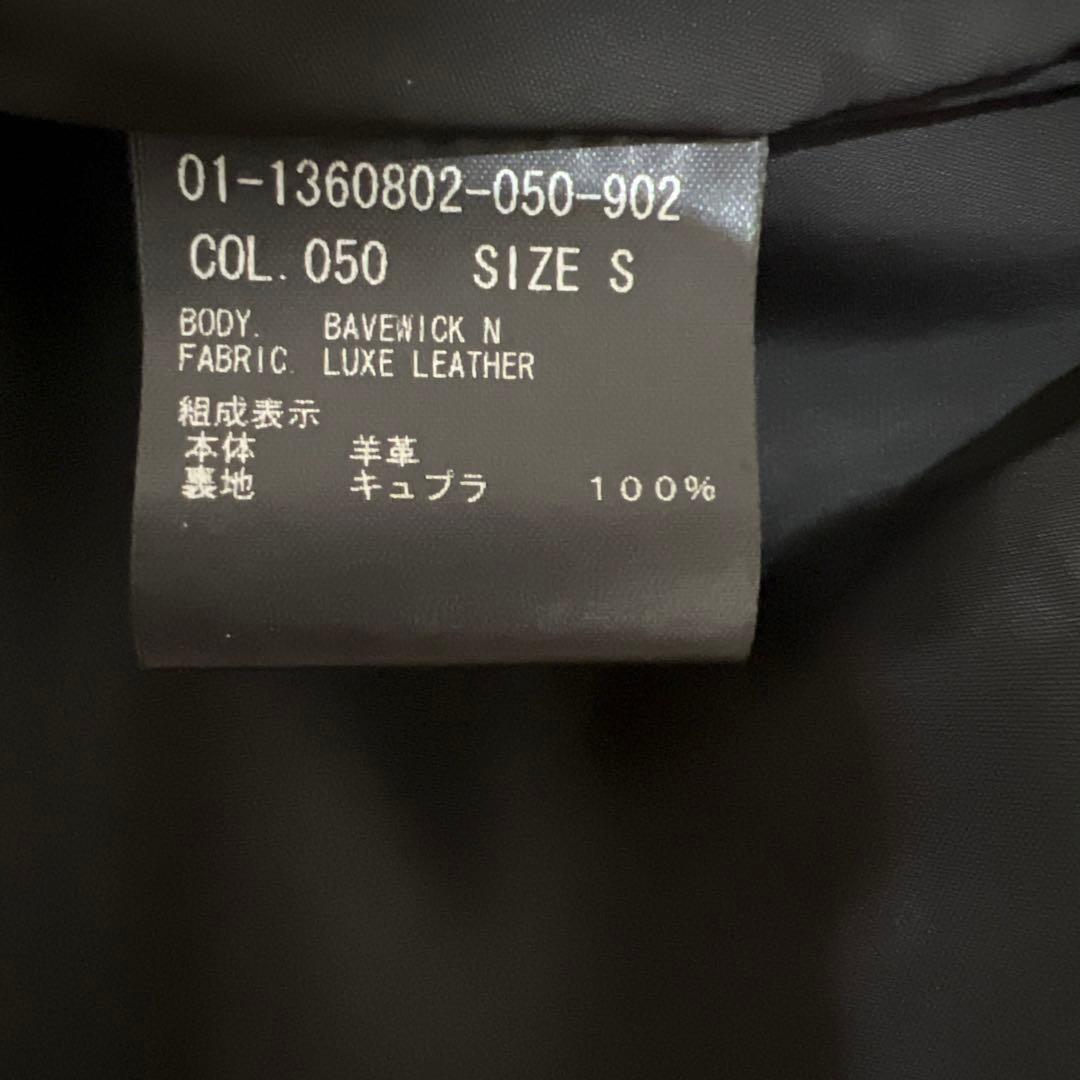 01-1360802-050-902
COL. 050 SIZE S
BODY. BAVEWICK N
FABRIC. LUXE LEATHER
組成表示
本体 羊革
裏地 キュプラ 100%